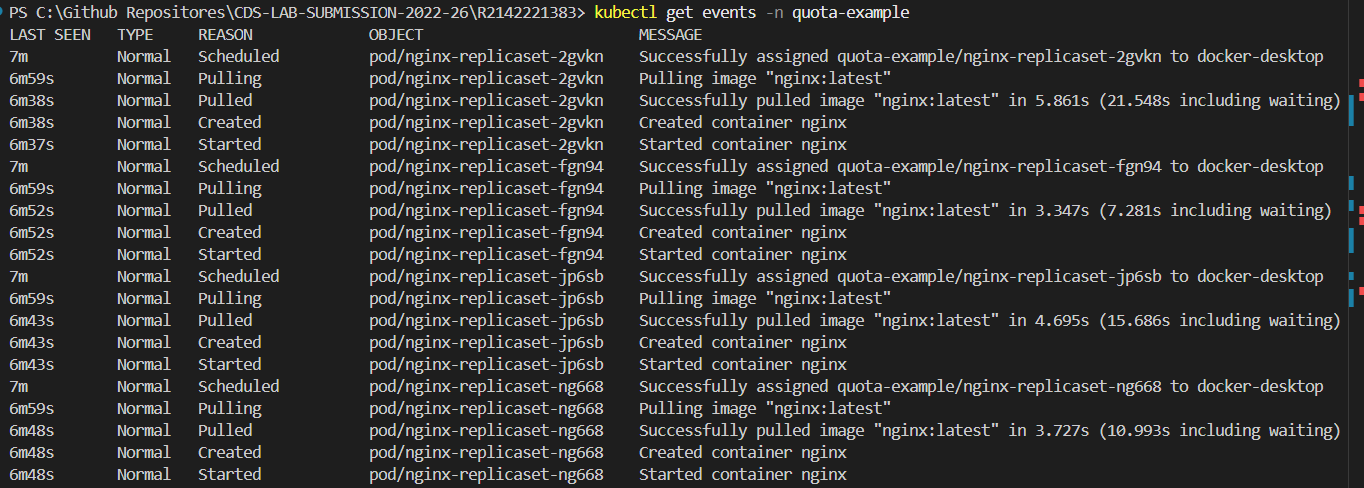 PS C:\Github Repositores\CDS-LAB-SUBMISSION-2022-26\R2142221383> kubectl get events -n quota-example
LAST SEEN   TYPE     REASON      OBJECT                       MESSAGE
7m          Normal   Scheduled   pod/nginx-replicaset-2gvkn   Successfully assigned quota-example/nginx-replicaset-2gvkn to docker-desktop
6m59s       Normal   Pulling     pod/nginx-replicaset-2gvkn   Pulling image "nginx:latest"
6m38s       Normal   Pulled      pod/nginx-replicaset-2gvkn   Successfully pulled image "nginx:latest" in 5.861s (21.548s including waiting)
6m38s       Normal   Created     pod/nginx-replicaset-2gvkn   Created container nginx
6m37s       Normal   Started     pod/nginx-replicaset-2gvkn   Started container nginx
7m          Normal   Scheduled   pod/nginx-replicaset-fgn94   Successfully assigned quota-example/nginx-replicaset-fgn94 to docker-desktop
6m59s       Normal   Pulling     pod/nginx-replicaset-fgn94   Pulling image "nginx:latest"
6m52s       Normal   Pulled      pod/nginx-replicaset-fgn94   Successfully pulled image "nginx:latest" in 3.347s (7.281s including waiting)
6m52s       Normal   Created     pod/nginx-replicaset-fgn94   Created container nginx
6m52s       Normal   Started     pod/nginx-replicaset-fgn94   Started container nginx
7m          Normal   Scheduled   pod/nginx-replicaset-jp6sb   Successfully assigned quota-example/nginx-replicaset-jp6sb to docker-desktop
6m59s       Normal   Pulling     pod/nginx-replicaset-jp6sb   Pulling image "nginx:latest"
6m43s       Normal   Pulled      pod/nginx-replicaset-jp6sb   Successfully pulled image "nginx:latest" in 4.695s (15.686s including waiting)
6m43s       Normal   Created     pod/nginx-replicaset-jp6sb   Created container nginx
6m43s       Normal   Started     pod/nginx-replicaset-jp6sb   Started container nginx
7m          Normal   Scheduled   pod/nginx-replicaset-ng668   Successfully assigned quota-example/nginx-replicaset-ng668 to docker-desktop
6m59s       Normal   Pulling     pod/nginx-replicaset-ng668   Pulling image "nginx:latest"
6m48s       Normal   Pulled      pod/nginx-replicaset-ng668   Successfully pulled image "nginx:latest" in 3.727s (10.993s including waiting)
6m48s       Normal   Created     pod/nginx-replicaset-ng668   Created container nginx
6m48s       Normal   Started     pod/nginx-replicaset-ng668   Started container nginx